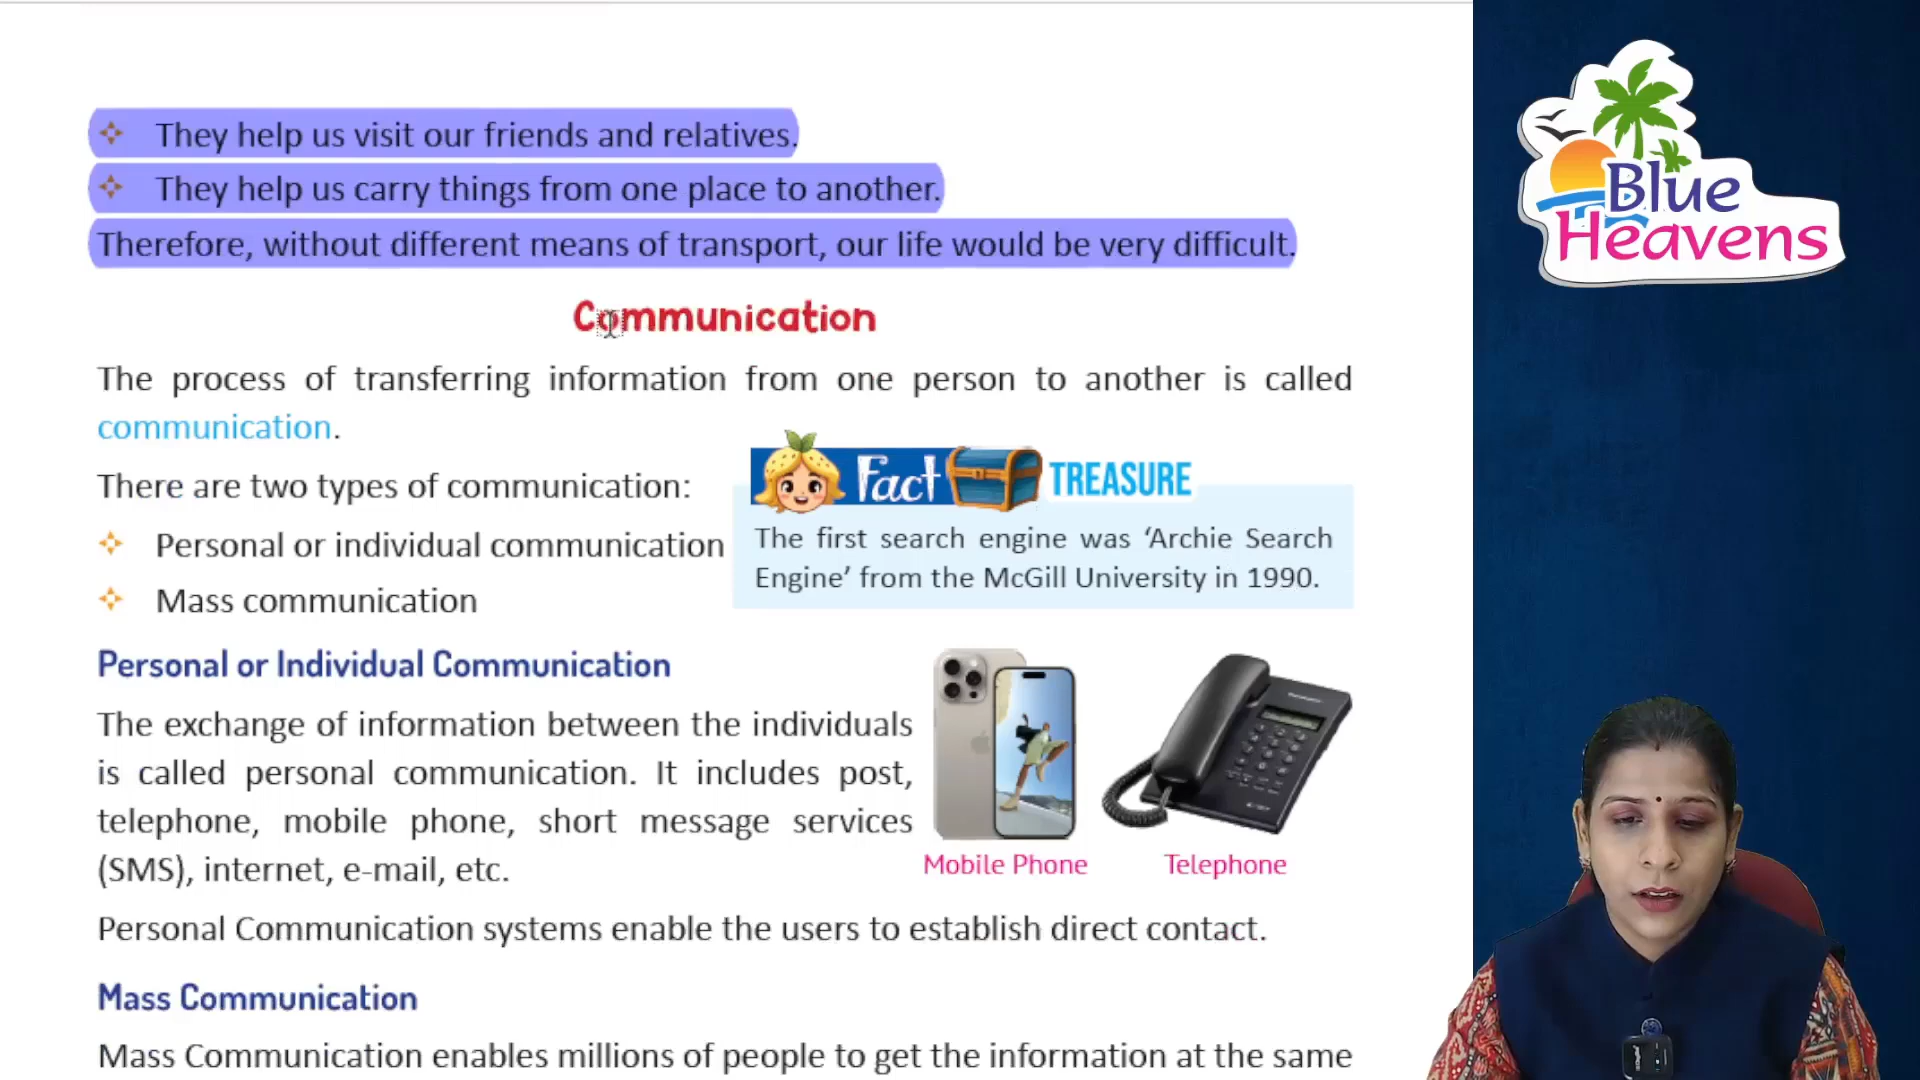 They help us visit our friends and relatives.
They help us carry things from one place to another.
Therefore, without different means of transport, our life would be very difficult.
Communication
The process of transferring information from one person to another is called
communication.
There are two types of communication:
Personal or individual communication
Mass communication
Fact TREASURE
The first search engine was ‘Archie Search
Engine’ from the McGill University in 1990.
Personal or Individual Communication
The exchange of information between the individuals
is called personal communication. It includes post,
telephone, mobile phone, short message services
(SMS), internet, e-mail, etc.
Mobile Phone
Telephone
Personal Communication systems enable the users to establish direct contact.
Mass Communication
Mass Communication enables millions of people to get the information at the same
Blue
Heavens